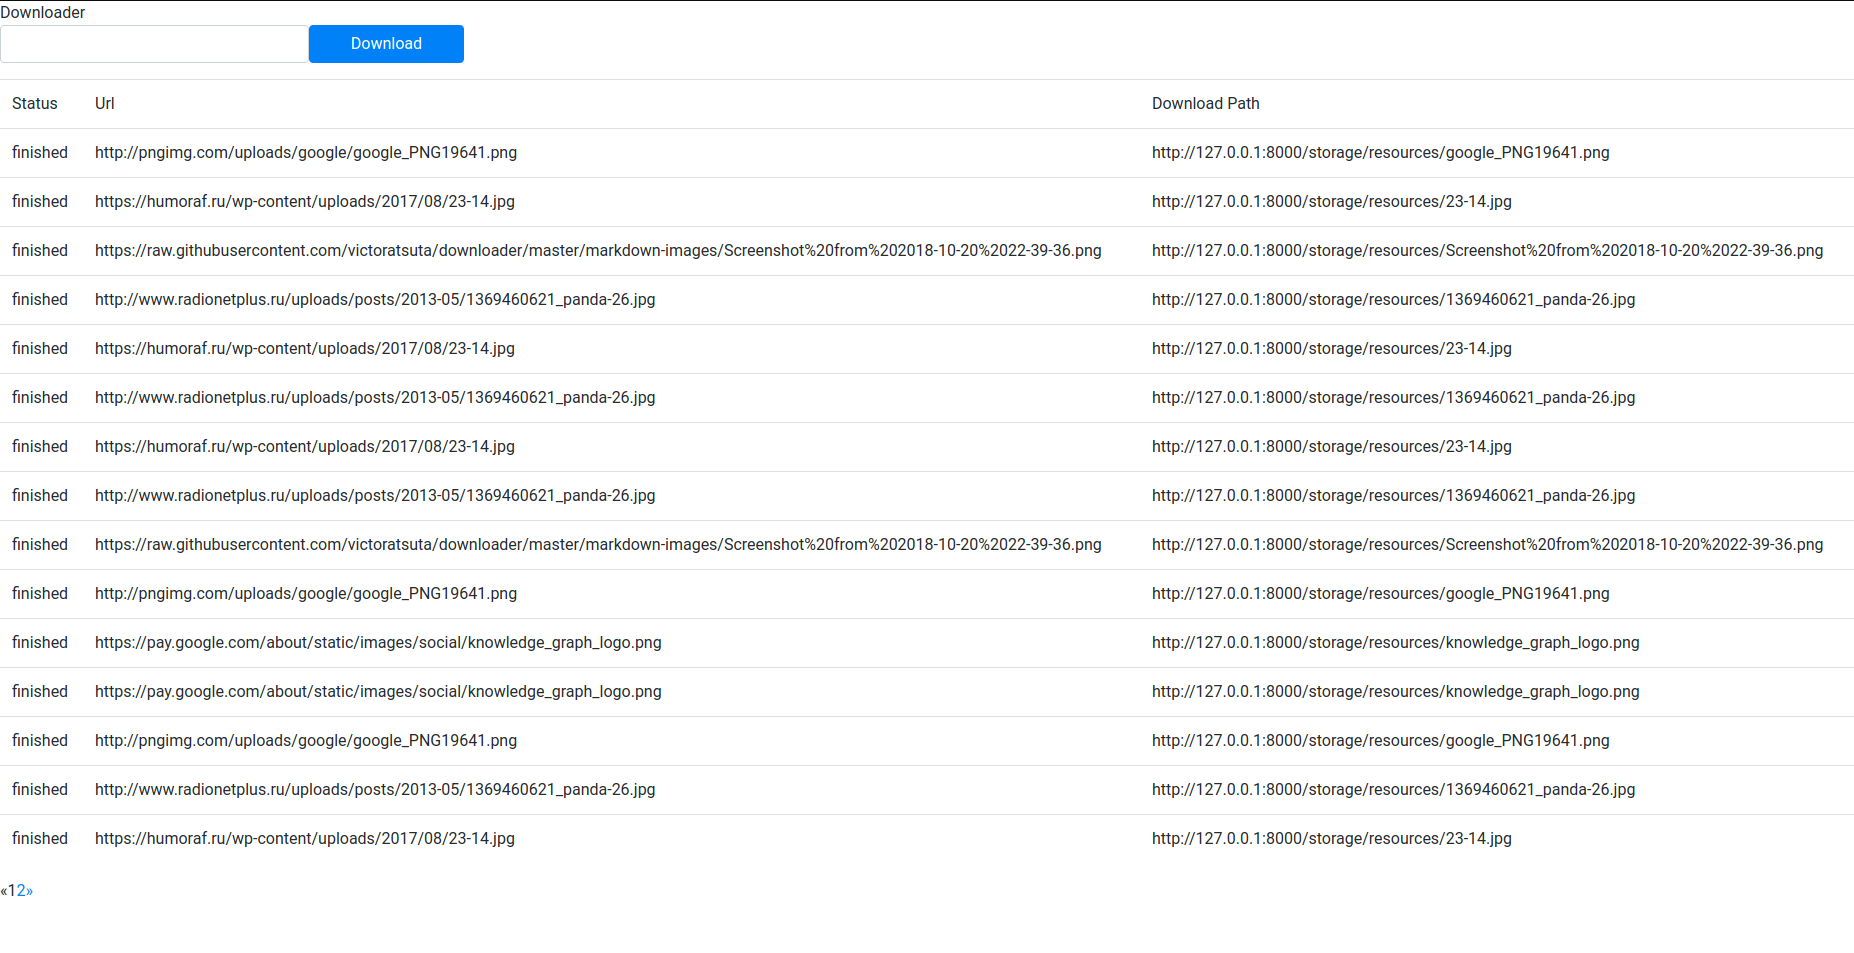 Downloader
Download
Status Url Download Path
finished http://pngimg.com/uploads/google/google_PNG19641.png http://127.0.0.1:8000/storage/resources/google_PNG19641.png
finished https://humoraf.ru/wp-content/uploads/2017/08/23-14.jpg http://127.0.0.1:8000/storage/resources/23-14.jpg
finished https://raw.githubusercontent.com/victoratsuta/downloader/master/markdown-images/Screenshot%20from%202018-10-20%2022-39-36.png http://127.0.0.1:8000/storage/resources/Screenshot%20from%202018-10-20%2022-39-36.png
finished http://www.radionetplus.ru/uploads/posts/2013-05/1369460621_panda-26.jpg http://127.0.0.1:8000/storage/resources/1369460621_panda-26.jpg
finished https://humoraf.ru/wp-content/uploads/2017/08/23-14.jpg http://127.0.0.1:8000/storage/resources/23-14.jpg
finished http://www.radionetplus.ru/uploads/posts/2013-05/1369460621_panda-26.jpg http://127.0.0.1:8000/storage/resources/1369460621_panda-26.jpg
finished https://humoraf.ru/wp-content/uploads/2017/08/23-14.jpg http://127.0.0.1:8000/storage/resources/23-14.jpg
finished http://www.radionetplus.ru/uploads/posts/2013-05/1369460621_panda-26.jpg http://127.0.0.1:8000/storage/resources/1369460621_panda-26.jpg
finished https://raw.githubusercontent.com/victoratsuta/downloader/master/markdown-images/Screenshot%20from%202018-10-20%2022-39-36.png http://127.0.0.1:8000/storage/resources/Screenshot%20from%202018-10-20%2022-39-36.png
finished http://pngimg.com/uploads/google/google_PNG19641.png http://127.0.0.1:8000/storage/resources/google_PNG19641.png
finished https://pay.google.com/about/static/images/social/knowledge_graph_logo.png http://127.0.0.1:8000/storage/resources/knowledge_graph_logo.png
finished https://pay.google.com/about/static/images/social/knowledge_graph_logo.png http://127.0.0.1:8000/storage/resources/knowledge_graph_logo.png
finished http://pngimg.com/uploads/google/google_PNG19641.png http://127.0.0.1:8000/storage/resources/google_PNG19641.png
finished http://www.radionetplus.ru/uploads/posts/2013-05/1369460621_panda-26.jpg http://127.0.0.1:8000/storage/resources/1369460621_panda-26.jpg
finished https://humoraf.ru/wp-content/uploads/2017/08/23-14.jpg http://127.0.0.1:8000/storage/resources/23-14.jpg
«12»